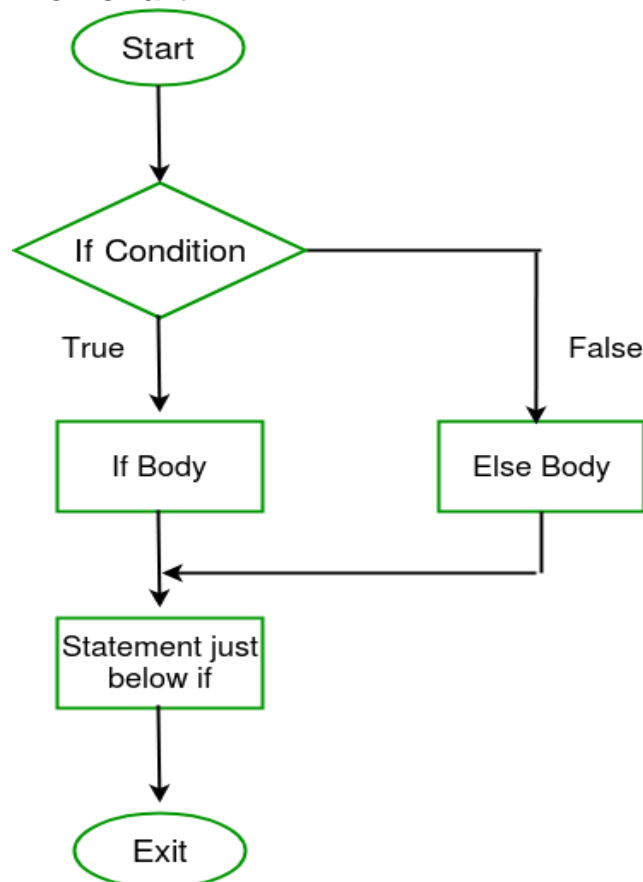 Start
If Condition
True
False
If Body
Else Body
Statement just
below if
Exit